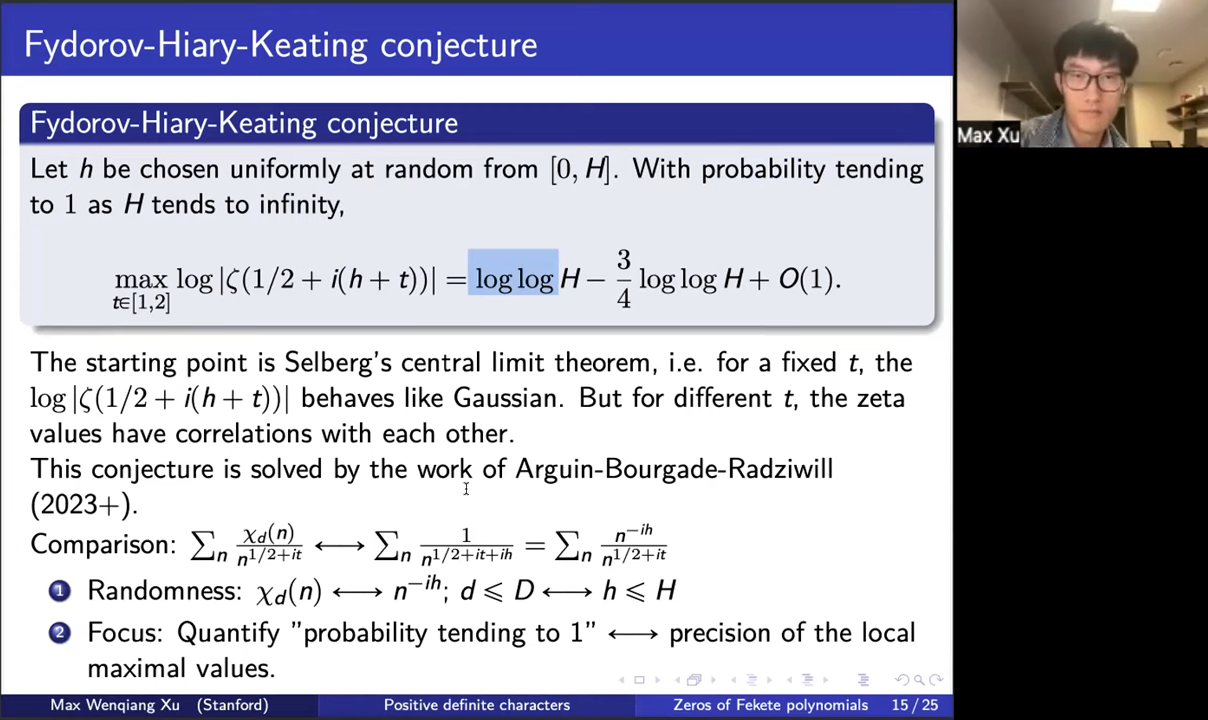 Fydorov-Hiary-Keating conjecture
Max Xu
Fydorov-Hiary-Keating conjecture
Let h be chosen uniformly at random from [0, H]. With probability tending
to 1 as H tends to infinity,
max_{t∈[1,2]} log |ζ(1/2 + i(h + t))| = log log H − 3/4 log log H + O(1).
The starting point is Selberg's central limit theorem, i.e. for a fixed t, the
log |ζ(1/2 + i(h + t))| behaves like Gaussian. But for different t, the zeta
values have correlations with each other.
This conjecture is solved by the work of Arguin-Bourgade-Radziwill
(2023+).
Comparison: ∑_n χ_d(n)/n^{1/2+it} ⟷ ∑_n 1/n^{1/2+it+ih} = ∑_n n^{−ih}/n^{1/2+it}
1 Randomness: χ_d(n) ⟷ n^{−ih}; d ⩽ D ⟷ h ⩽ H
2 Focus: Quantify "probability tending to 1" ⟷ precision of the local
maximal values.
Max Wenqiang Xu (Stanford) Positive definite characters Zeros of Fekete polynomials 15 / 25